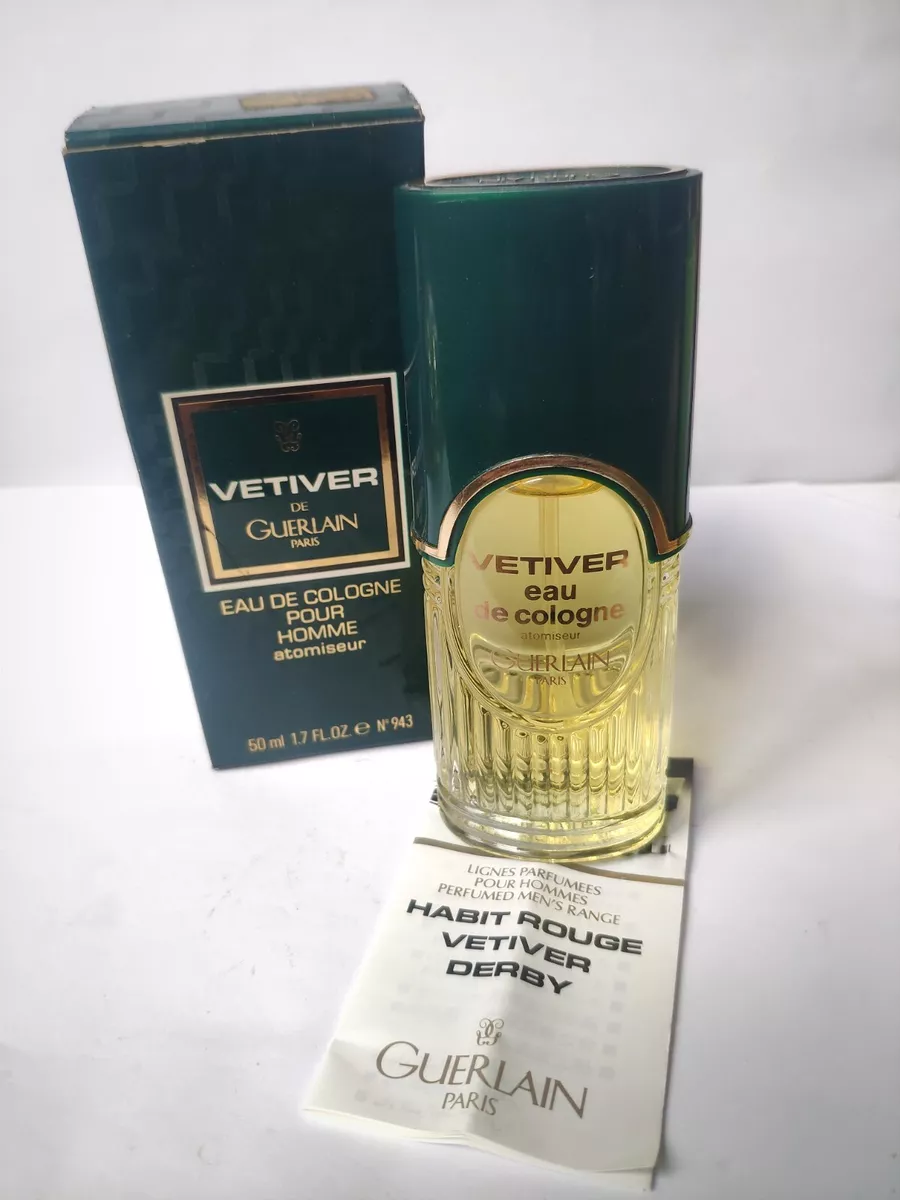 VETIVER
DE
GUERLAIN
PARIS
EAU DE COLOGNE
POUR
HOMME
atomiseur
50 ml 1.7 FL.OZ. e N° 943
VETIVER
eau
de cologne
atomiseur
GUERLAIN
PARIS
LIGNES PARFUMEES
POUR HOMMES
PERFUMED MEN'S RANGE
HABIT ROUGE
VETIVER
DERBY
GUERLAIN
PARIS